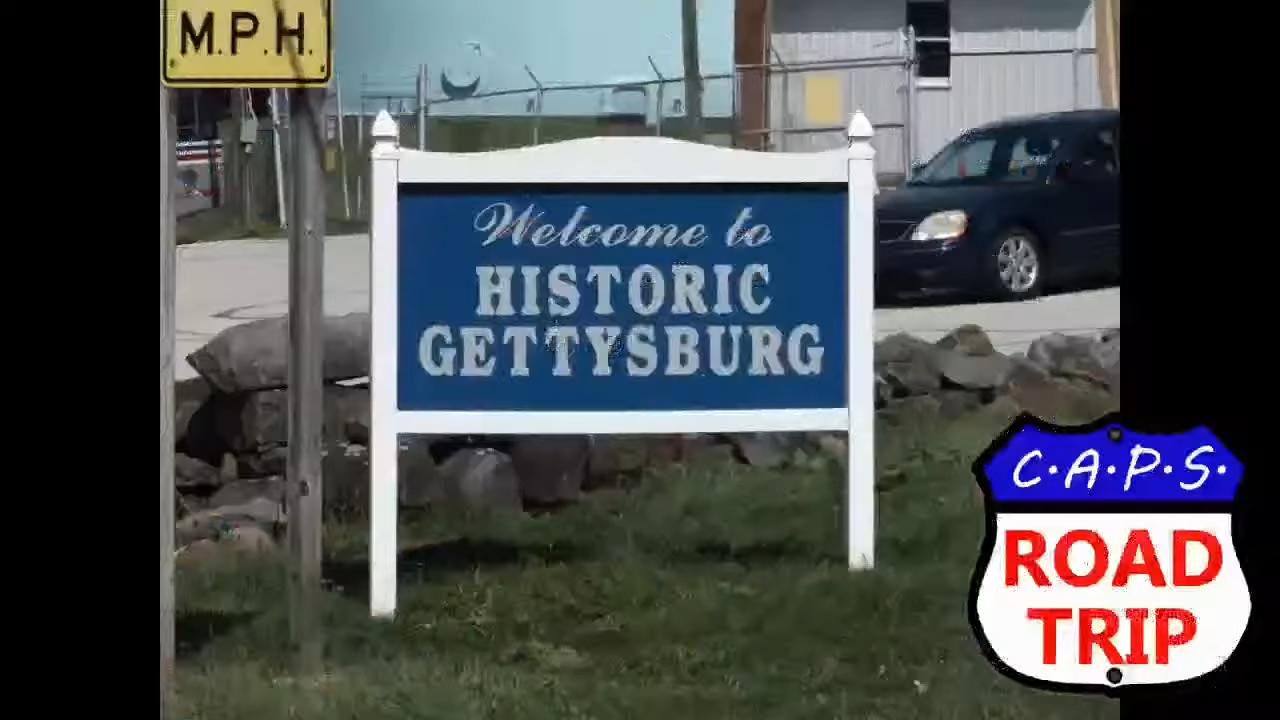 M.P.H.
Welcome to
HISTORIC
GETTYSBURG
C·A·P·S·
ROAD
TRIP